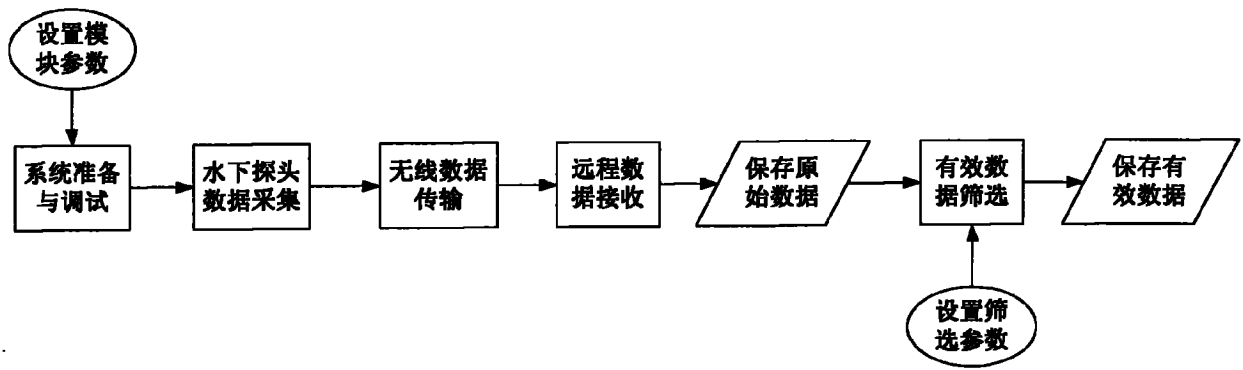 设置模
块参数
系统准备
与调试
水下探头
数据采集
无线数据
传输
远程数
据接收
保存原
始数据
有效数
据筛选
保存有
效数据
设置筛
选参数